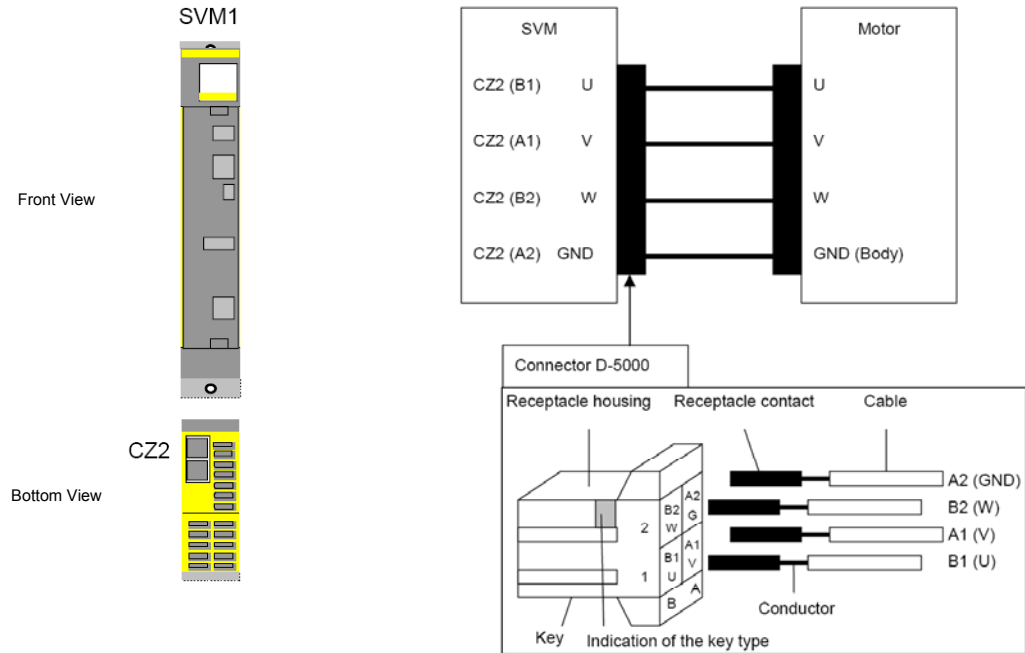 SVM1
Front View
CZ2
Bottom View
SVM
Motor
CZ2 (B1) U
U
CZ2 (A1) V
V
CZ2 (B2) W
W
CZ2 (A2) GND
GND (Body)
Connector D-5000
Receptacle housing
Receptacle contact
Cable
A2 (GND)
B2 (W)
A1 (V)
B1 (U)
2
B2
W
A2
G
1
B1
U
A1
V
B
A
Conductor
Key
Indication of the key type